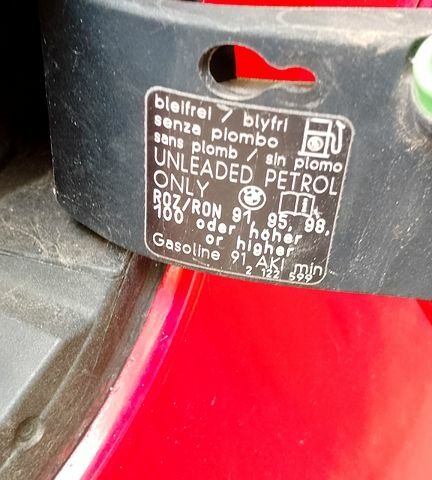 bleifrei / blyfri
senza piombo
sans plomb / sin plomo
UNLEADED PETROL
ONLY
ROZ/RON 91, 95, 98,
100 oder höher
or higher
Gasoline 91 AKI min
2 122 599